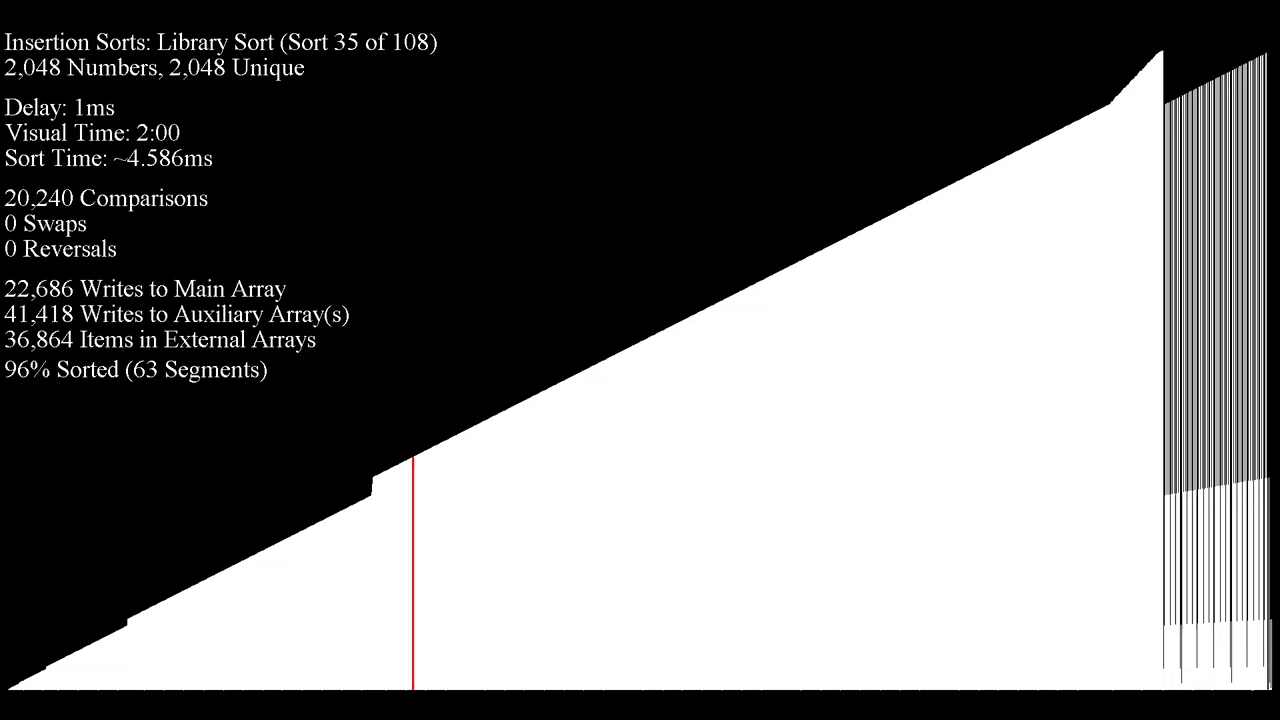 Insertion Sorts: Library Sort (Sort 35 of 108)
2,048 Numbers, 2,048 Unique
Delay: 1ms
Visual Time: 2:00
Sort Time: ~4.586ms
20,240 Comparisons
0 Swaps
0 Reversals
22,686 Writes to Main Array
41,418 Writes to Auxiliary Array(s)
36,864 Items in External Arrays
96% Sorted (63 Segments)